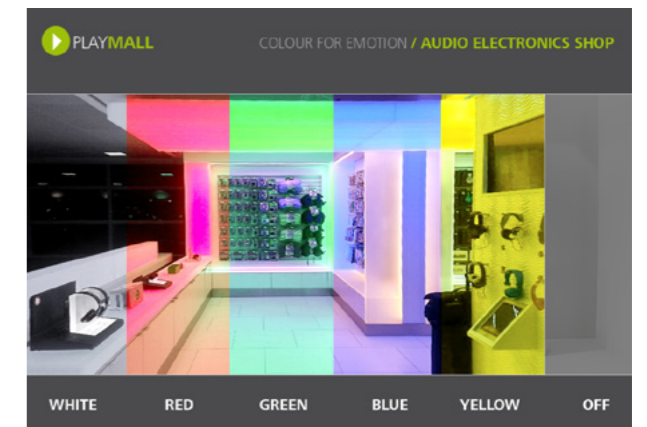 PLAYMALL
COLOUR FOR EMOTION / AUDIO ELECTRONICS SHOP
WHITE RED GREEN BLUE YELLOW OFF